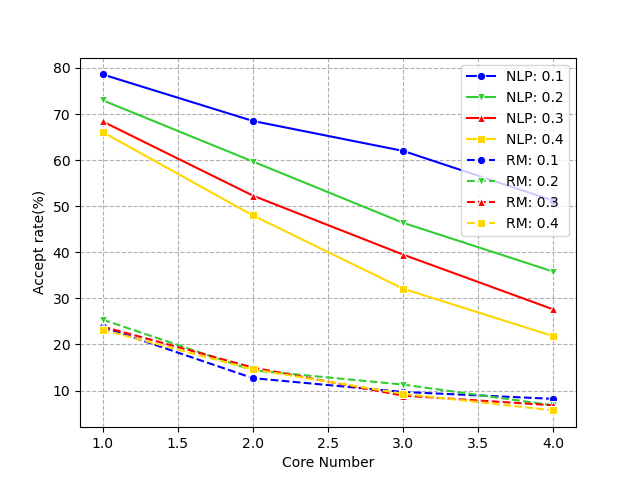 80
70
60
50
40
30
20
10
Accept rate(%)
NLP: 0.1
NLP: 0.2
NLP: 0.3
NLP: 0.4
RM: 0.1
RM: 0.2
RM: 0.3
RM: 0.4
1.0 1.5 2.0 2.5 3.0 3.5 4.0
Core Number